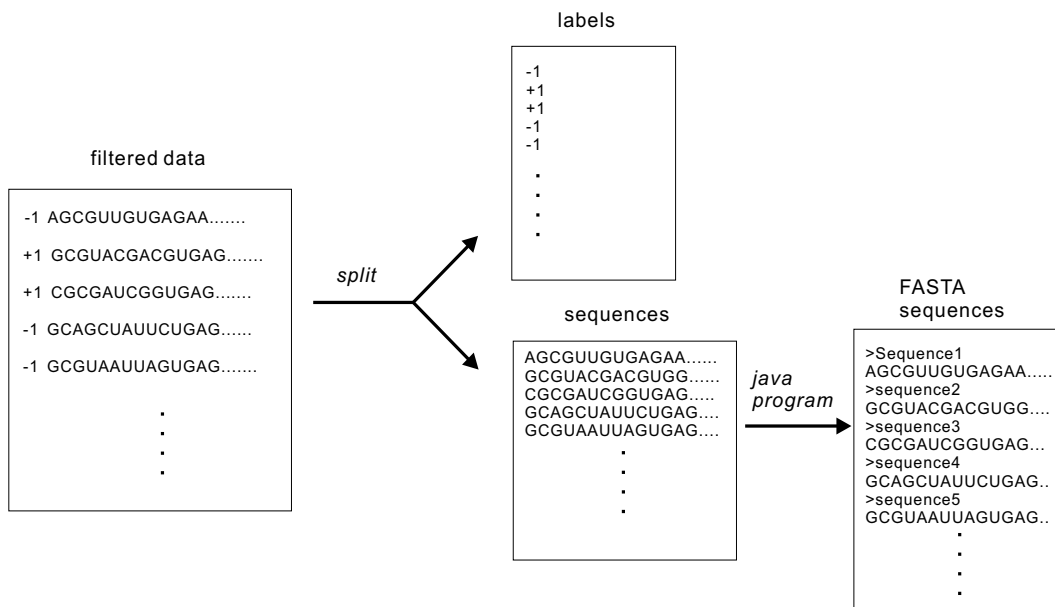 filtered data
-1 AGCGUUGUGAGAA.......
+1 GCGUACGACGUGAG.......
+1 CGCGAUCGGUGAG.......
-1 GCAGCUAUUCUGAG......
-1 GCGUAAUUAGUGAG.......
split
labels
-1
+1
+1
-1
-1
sequences
AGCGUUGUGAGAA......
GCGUACGACGUGG......
CGCGAUCGGUGAG.....
GCAGCUAUUCUGAG....
GCGUAAUUAGUGAG....
java
program
FASTA
sequences
>Sequence1
AGCGUUGUGAGAA.....
>sequence2
GCGUACGACGUGG....
>sequence3
CGCGAUCGGUGAG...
>sequence4
GCAGCUAUUCUGAG..
>sequence5
GCGUAAUUAGUGAG...